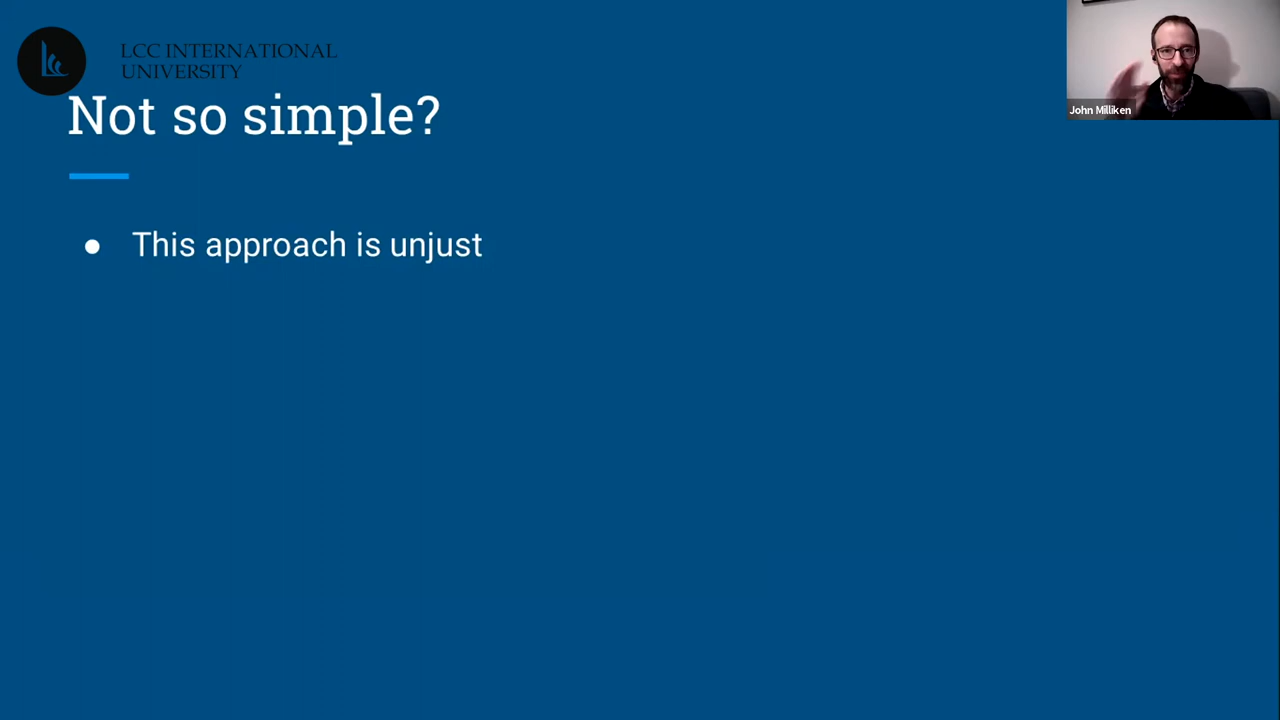 LCC INTERNATIONAL
UNIVERSITY
Not so simple?
● This approach is unjust
John Milliken